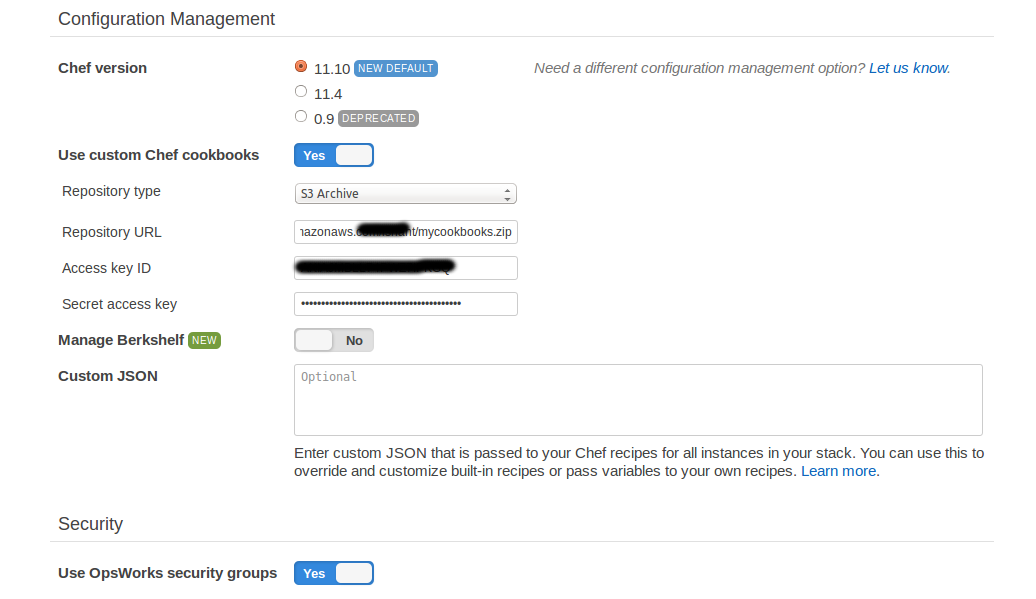 Configuration Management
Chef version
11.10 NEW DEFAULT
Need a different configuration management option? Let us know.
11.4
0.9 DEPRECATED
Use custom Chef cookbooks Yes
Repository type S3 Archive
Repository URL nazonaws. /mycookbooks.zip
Access key ID
Secret access key
Manage Berkshelf NEW No
Custom JSON Optional
Enter custom JSON that is passed to your Chef recipes for all instances in your stack. You can use this to
override and customize built-in recipes or pass variables to your own recipes. Learn more.
Security
Use OpsWorks security groups Yes